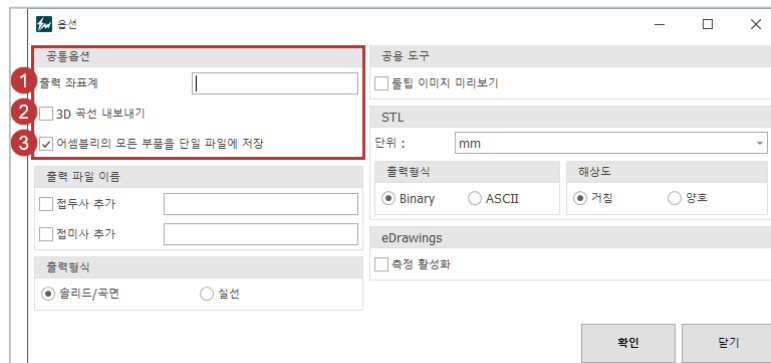 옵션
공통옵션
1 출력 좌표계
2 3D 곡선 내보내기
3 어셈블리의 모든 부품을 단일 파일에 저장
출력 파일 이름
접두사 추가
접미사 추가
출력형식
솔리드/곡면 실선
공용 도구
툴팁 이미지 미리보기
STL
단위 : mm
출력형식
Binary ASCII
해상도
거침 양호
eDrawings
측정 활성화
확인 닫기